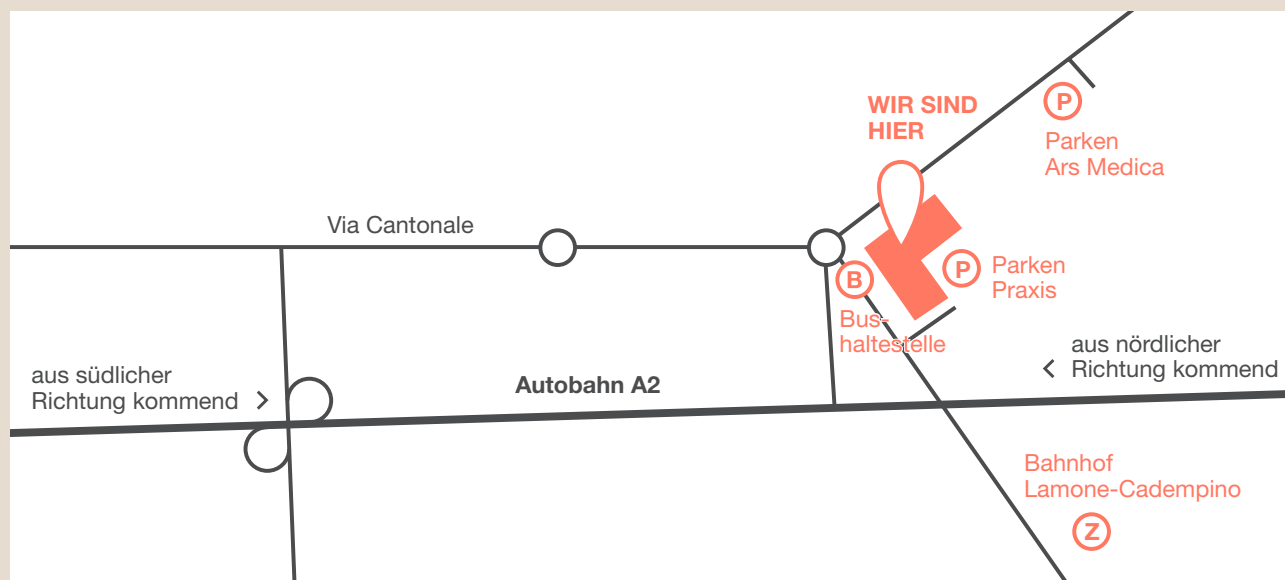 WIR SIND
HIER
P
Parken
Ars Medica
Via Cantonale
B
P
Parken
Praxis
Bus-
haltestelle
aus nördlicher
Richtung kommend
aus südlicher
Richtung kommend
Autobahn A2
Bahnhof
Lamone-Cadempino
Z